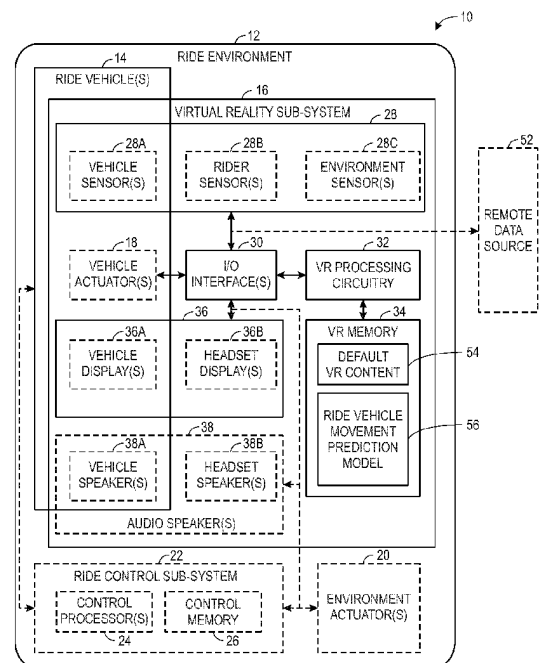 10
12
RIDE ENVIRONMENT
14
RIDE VEHICLE(S)
16
VIRTUAL REALITY SUB-SYSTEM
28
28A
VEHICLE
SENSOR(S)
28B
RIDER
SENSOR(S)
28C
ENVIRONMENT
SENSOR(S)
52
REMOTE
DATA
SOURCE
18
VEHICLE
ACTUATOR(S)
30
I/O
INTERFACE(S)
32
VR PROCESSING
CIRCUITRY
36
36A
VEHICLE
DISPLAY(S)
36B
HEADSET
DISPLAY(S)
34
VR MEMORY
DEFAULT
VR CONTENT
54
RIDE VEHICLE
MOVEMENT
PREDICTION
MODEL
56
38
38A
VEHICLE
SPEAKER(S)
38B
HEADSET
SPEAKER(S)
AUDIO SPEAKER(S)
22
RIDE CONTROL SUB-SYSTEM
CONTROL
PROCESSOR(S)
24
CONTROL
MEMORY
26
20
ENVIRONMENT
ACTUATOR(S)